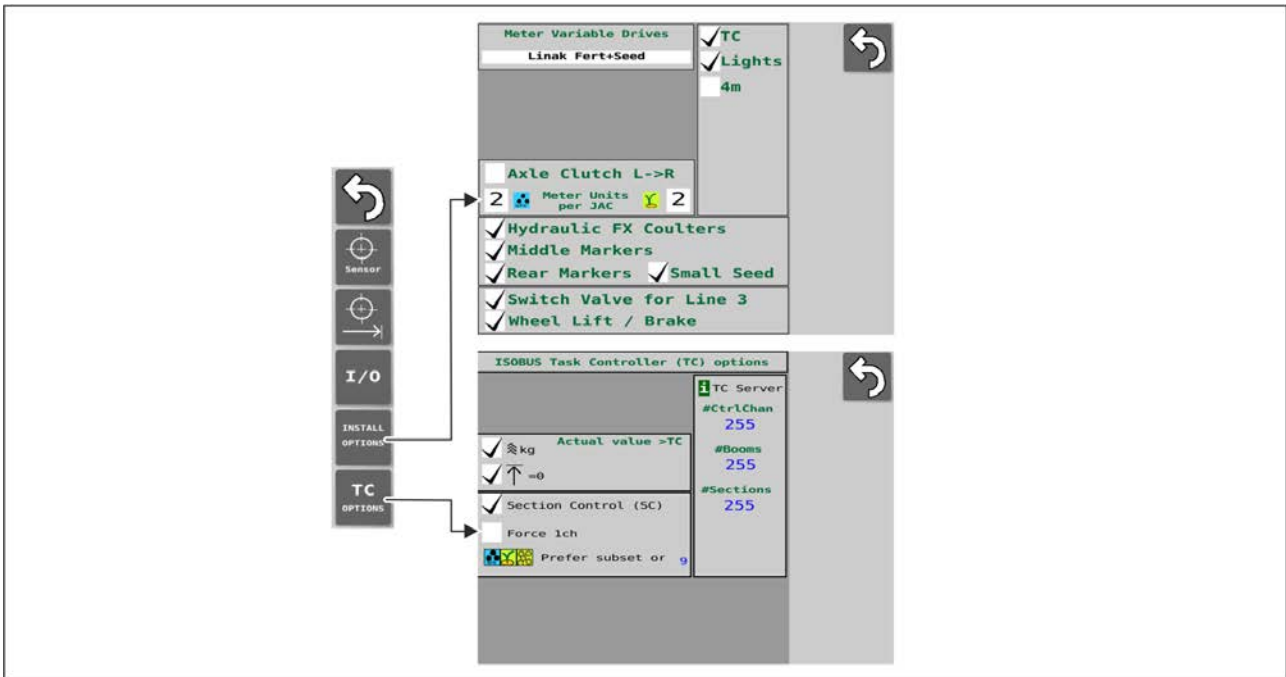 Sensor
I/O
INSTALL
OPTIONS
TC
OPTIONS
Meter Variable Drives
Linak Fert+Seed
TC
Lights
4m
Axle Clutch L->R
2 Meter Units per JAC 2
Hydraulic FX Coulters
Middle Markers
Rear Markers Small Seed
Switch Valve for Line 3
Wheel Lift / Brake
ISOBUS Task Controller (TC) options
i TC Server
#CtrlChan
255
#Booms
255
#Sections
255
Actual value >TC
kg
=0
Section Control (SC)
Force 1ch
Prefer subset or 9